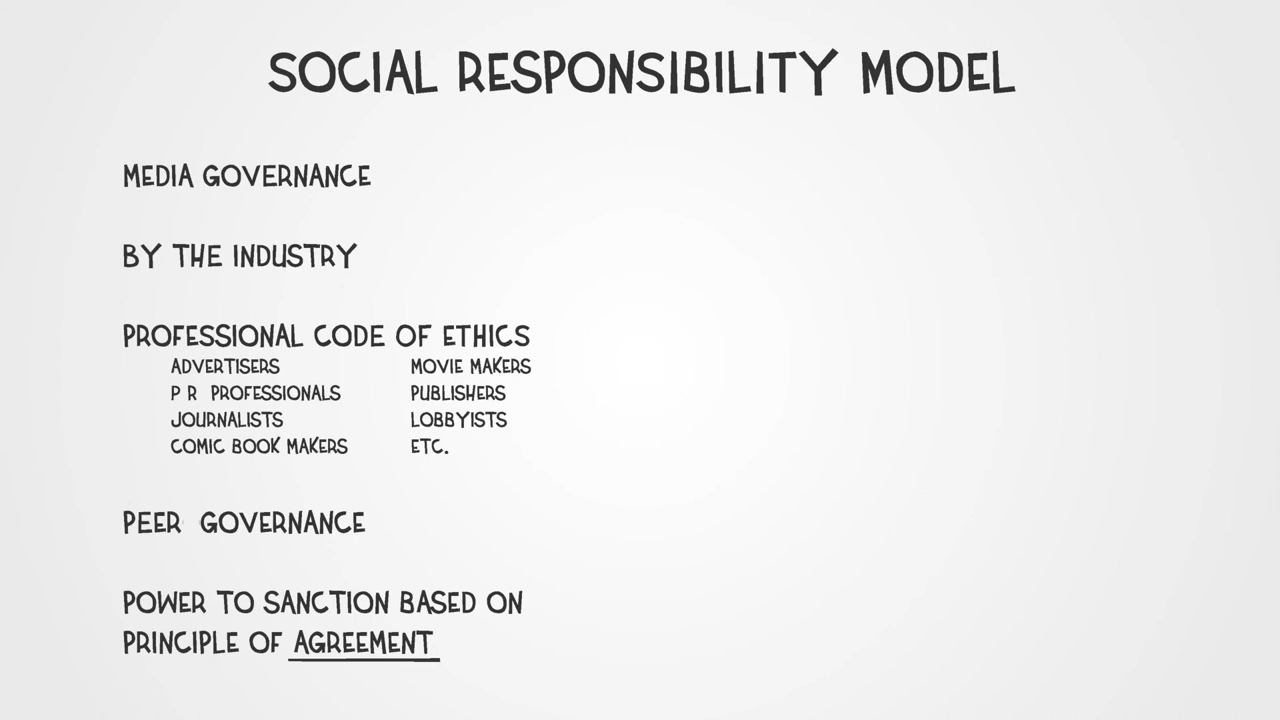 SOCIAL RESPONSIBILITY MODEL
MEDIA GOVERNANCE
BY THE INDUSTRY
PROFESSIONAL CODE OF ETHICS
ADVERTISERS
P R PROFESSIONALS
JOURNALISTS
COMIC BOOK MAKERS
MOVIE MAKERS
PUBLISHERS
LOBBYISTS
ETC.
PEER GOVERNANCE
POWER TO SANCTION BASED ON
PRINCIPLE OF AGREEMENT